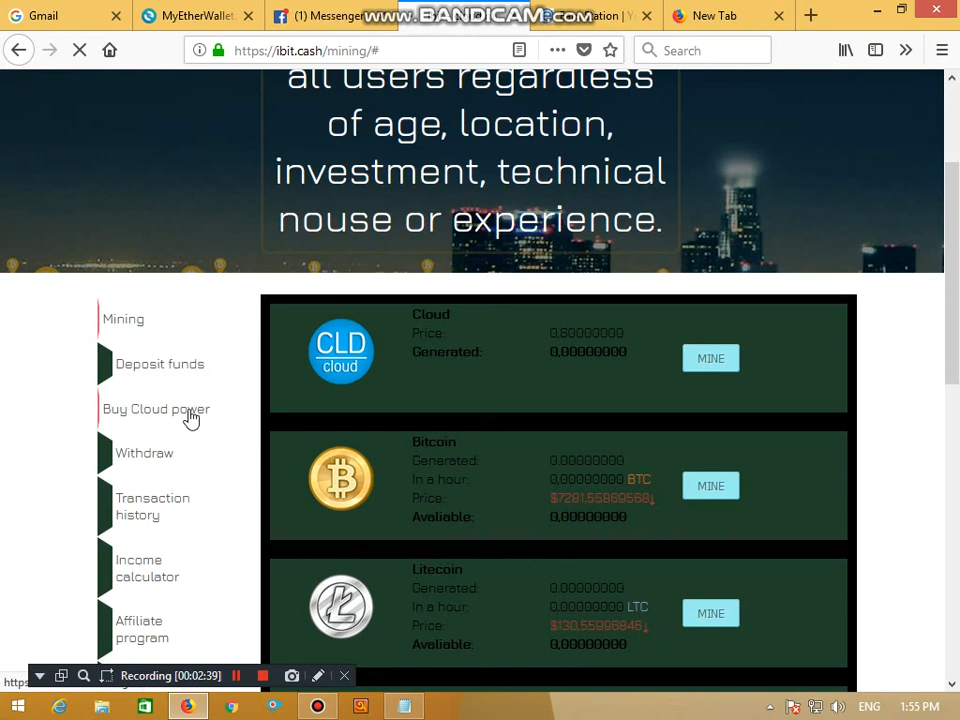 Gmail
MyEtherWallet.
(1) Messenger
WWW.BANDICAM.COM
New Tab
https://ibit.cash/mining/#
Search
all users regardless
of age, location,
investment, technical
nouse or experience.
Mining
Deposit funds
Buy Cloud power
Withdraw
Transaction
history
Income
calculator
Affiliate
program
CLD
cloud
Cloud
Price: 0,80000000
Generated: 0,00000000
MINE
Bitcoin
Generated: 0.00000000
In a hour: 0,00000000 BTC
Price: $7281,55869568↓
Avaliable: 0,00000000
MINE
Litecoin
Generated: 0.00000000
In a hour: 0,00000000 LTC
Price: $130,55996846↓
Avaliable: 0,00000000
MINE
Recording [00:02:39]
ENG 1:55 PM